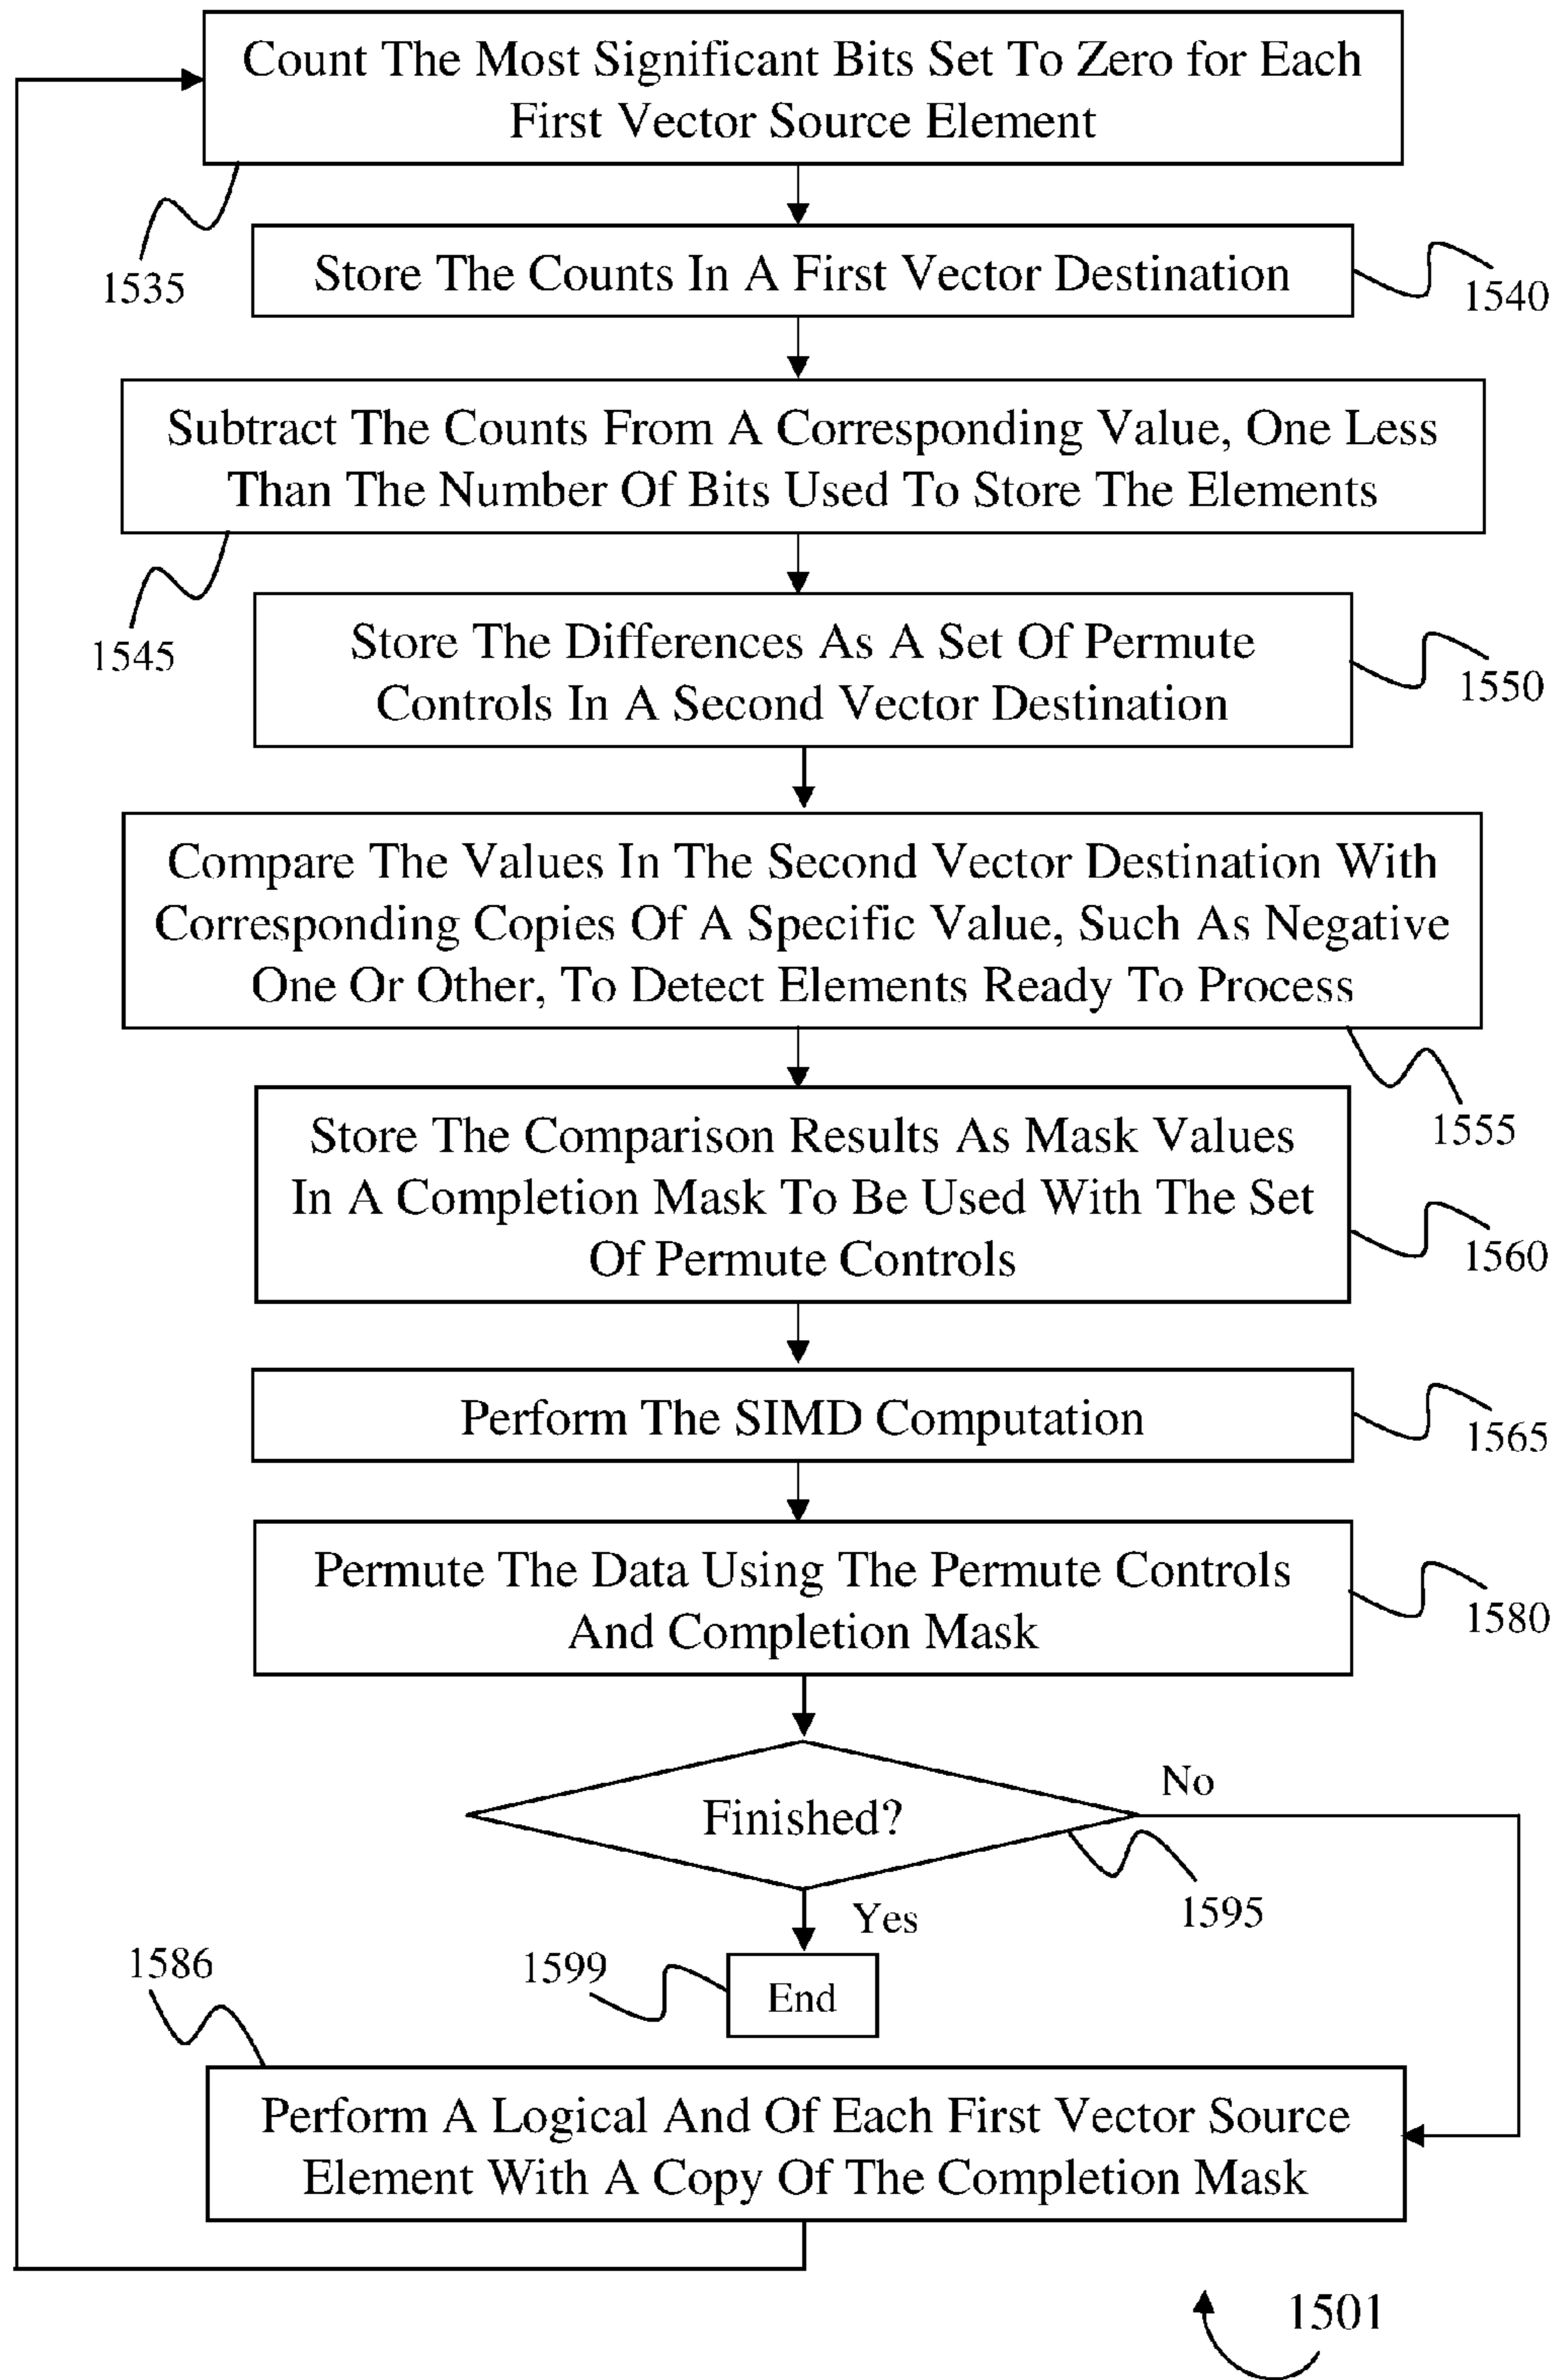 Count The Most Significant Bits Set To Zero for Each
First Vector Source Element
1535
Store The Counts In A First Vector Destination
1540
Subtract The Counts From A Corresponding Value, One Less
Than The Number Of Bits Used To Store The Elements
1545
Store The Differences As A Set Of Permute
Controls In A Second Vector Destination
1550
Compare The Values In The Second Vector Destination With
Corresponding Copies Of A Specific Value, Such As Negative
One Or Other, To Detect Elements Ready To Process
1555
Store The Comparison Results As Mask Values
In A Completion Mask To Be Used With The Set
Of Permute Controls
1560
Perform The SIMD Computation
1565
Permute The Data Using The Permute Controls
And Completion Mask
1580
Finished?
No
1595
Yes
1599
End
1586
Perform A Logical And Of Each First Vector Source
Element With A Copy Of The Completion Mask
1501